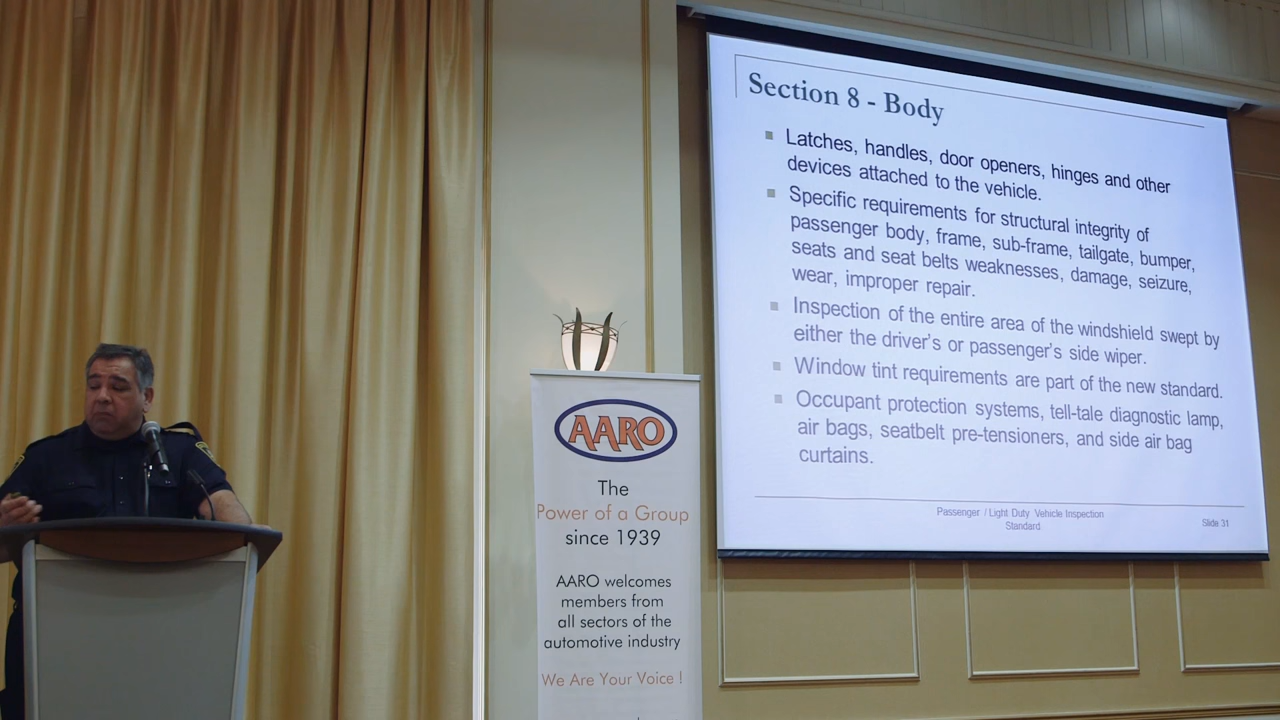 Section 8 - Body
Latches, handles, door openers, hinges and other
devices attached to the vehicle.
Specific requirements for structural integrity of
passenger body, frame, sub-frame, tailgate, bumper,
seats and seat belts weaknesses, damage, seizure,
wear, improper repair.
Inspection of the entire area of the windshield swept by
either the driver's or passenger's side wiper.
Window tint requirements are part of the new standard.
Occupant protection systems, tell-tale diagnostic lamp,
air bags, seatbelt pre-tensioners, and side air bag
curtains.
Passenger / Light Duty Vehicle Inspection
Standard
Slide 31
AARO
The
Power of a Group
since 1939
AARO welcomes
members from
all sectors of the
automotive industry
We Are Your Voice !